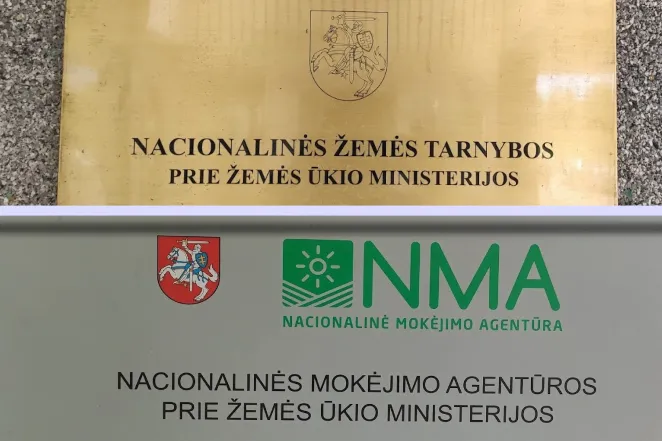 NACIONALINĖS ŽEMĖS TARNYBOS
PRIE ŽEMĖS ŪKIO MINISTERIJOS
NMA
NACIONALINĖ MOKĖJIMO AGENTŪRA
NACIONALINĖS MOKĖJIMO AGENTŪROS
PRIE ŽEMĖS ŪKIO MINISTERIJOS